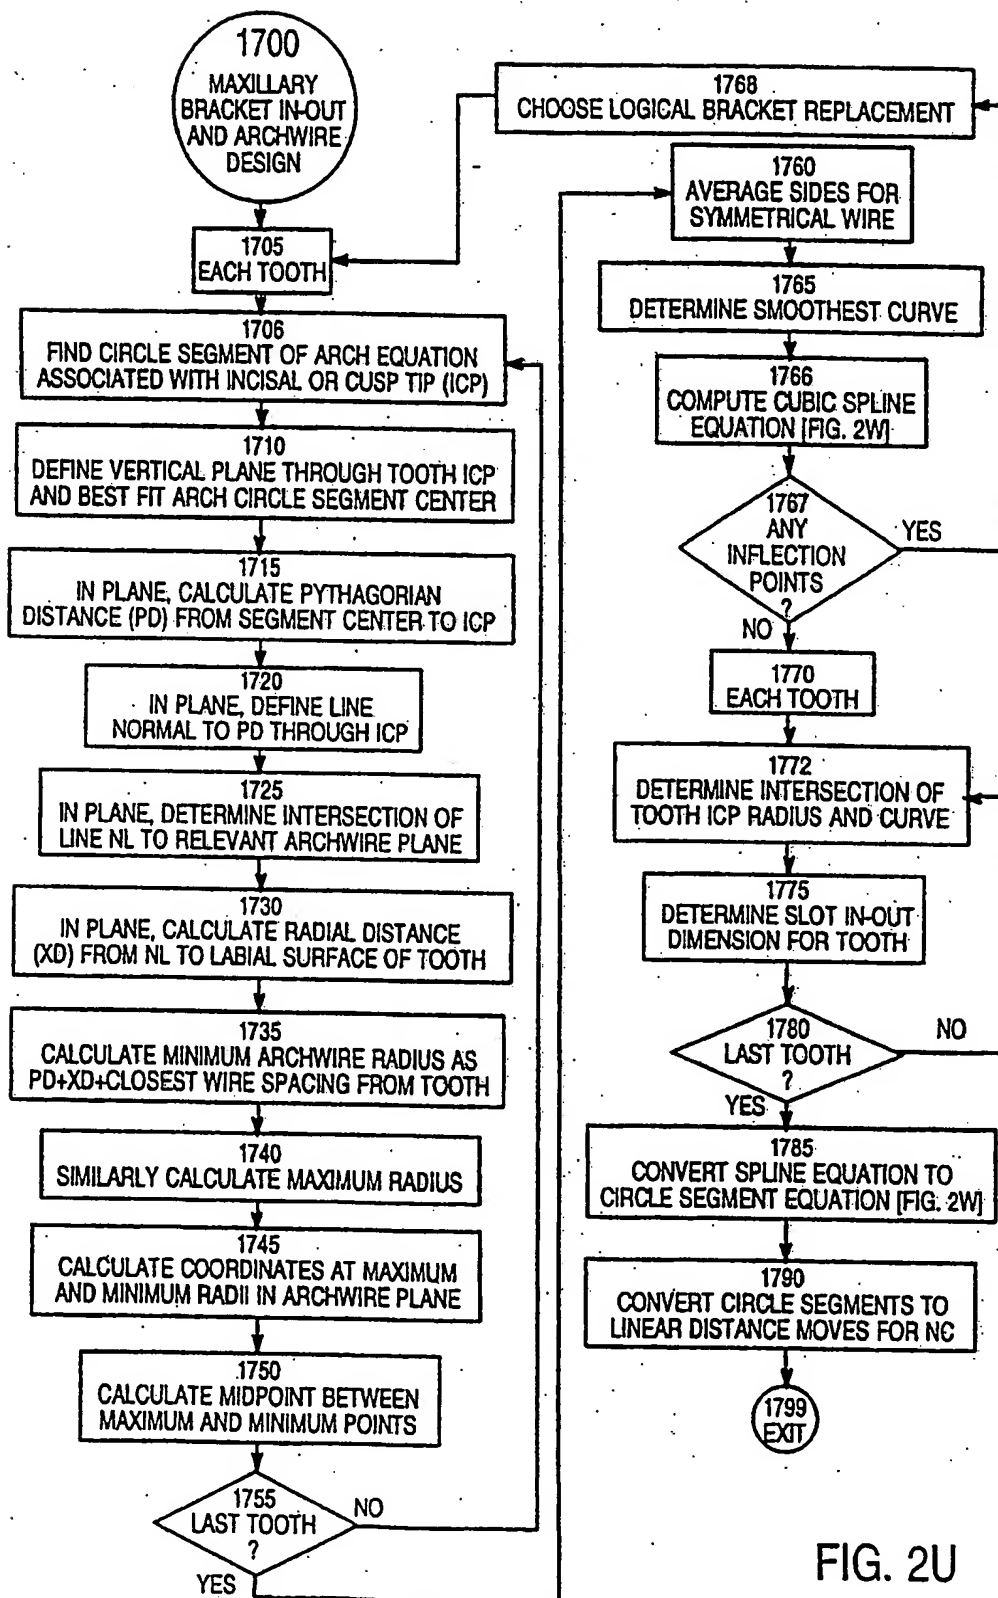 1700
MAXILLARY
BRACKET IN-OUT
AND ARCHWIRE
DESIGN
1705
EACH TOOTH
1706
FIND CIRCLE SEGMENT OF ARCH EQUATION
ASSOCIATED WITH INCISAL OR CUSP TIP (ICP)
1710
DEFINE VERTICAL PLANE THROUGH TOOTH ICP
AND BEST FIT ARCH CIRCLE SEGMENT CENTER
1715
IN PLANE, CALCULATE PYTHAGORIAN
DISTANCE (PD) FROM SEGMENT CENTER TO ICP
1720
IN PLANE, DEFINE LINE
NORMAL TO PD THROUGH ICP
1725
IN PLANE, DETERMINE INTERSECTION OF
LINE NL TO RELEVANT ARCHWIRE PLANE
1730
IN PLANE, CALCULATE RADIAL DISTANCE
(XD) FROM NL TO LABIAL SURFACE OF TOOTH
1735
CALCULATE MINIMUM ARCHWIRE RADIUS AS
PD+XD+CLOSEST WIRE SPACING FROM TOOTH
1740
SIMILARLY CALCULATE MAXIMUM RADIUS
1745
CALCULATE COORDINATES AT MAXIMUM
AND MINIMUM RADII IN ARCHWIRE PLANE
1750
CALCULATE MIDPOINT BETWEEN
MAXIMUM AND MINIMUM POINTS
1755
LAST TOOTH
?
NO
YES
1768
CHOOSE LOGICAL BRACKET REPLACEMENT
1760
AVERAGE SIDES FOR
SYMMETRICAL WIRE
1765
DETERMINE SMOOTHEST CURVE
1766
COMPUTE CUBIC SPLINE
EQUATION [FIG. 2W]
1767
ANY
INFLECTION
POINTS
?
YES
NO
1770
EACH TOOTH
1772
DETERMINE INTERSECTION OF
TOOTH ICP RADIUS AND CURVE
1775
DETERMINE SLOT IN-OUT
DIMENSION FOR TOOTH
1780
LAST TOOTH
?
NO
YES
1785
CONVERT SPLINE EQUATION TO
CIRCLE SEGMENT EQUATION [FIG. 2W]
1790
CONVERT CIRCLE SEGMENTS TO
LINEAR DISTANCE MOVES FOR NC
1799
EXIT
FIG. 2U